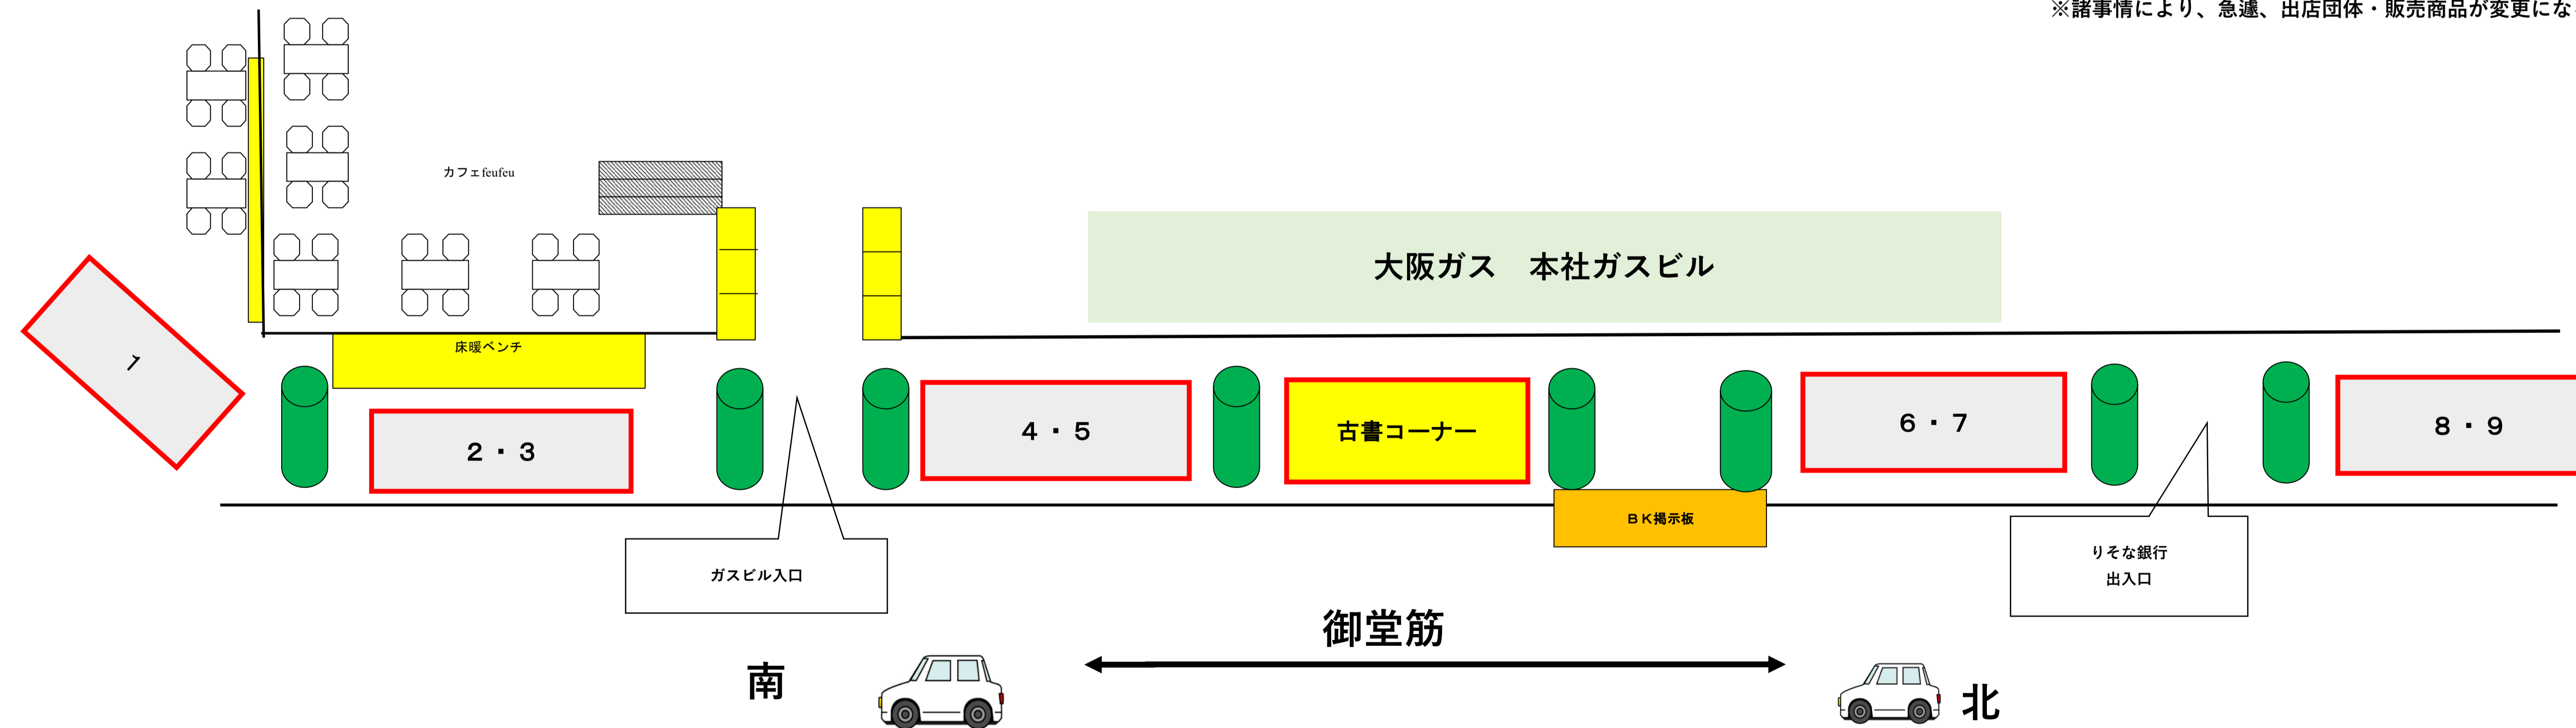 ※諸事情により、急遽、出店団体・販売商品が変更にな
カフェfeufeu
大阪ガス　本社ガスビル
床暖ベンチ
1
2・3
4・5
古書コーナー
6・7
8・9
ＢＫ掲示板
ガスビル入口
りそな銀行
出入口
御堂筋
南
北